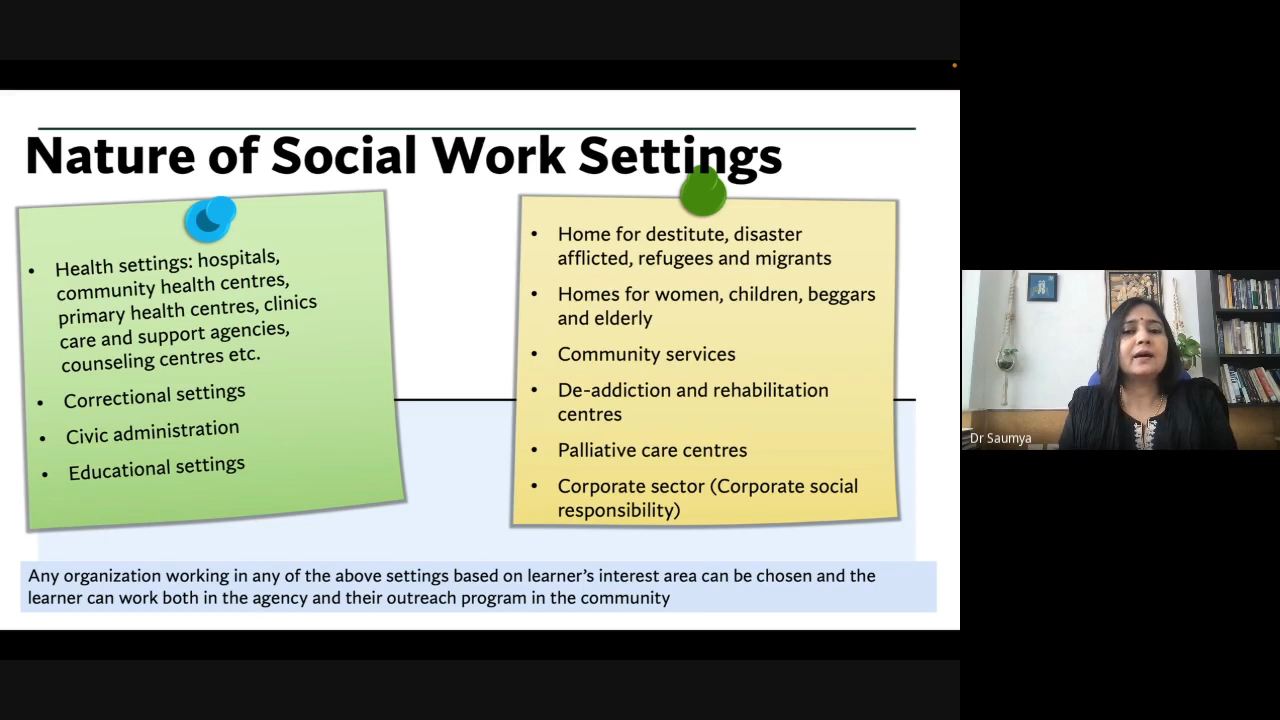 Nature of Social Work Settings
• Health settings: hospitals,
community health centres,
primary health centres, clinics
care and support agencies,
counseling centres etc.
• Correctional settings
• Civic administration
• Educational settings
• Home for destitute, disaster
afflicted, refugees and migrants
• Homes for women, children, beggars
and elderly
• Community services
• De-addiction and rehabilitation
centres
• Palliative care centres
• Corporate sector (Corporate social
responsibility)
Any organization working in any of the above settings based on learner’s interest area can be chosen and the
learner can work both in the agency and their outreach program in the community
Dr Saumya